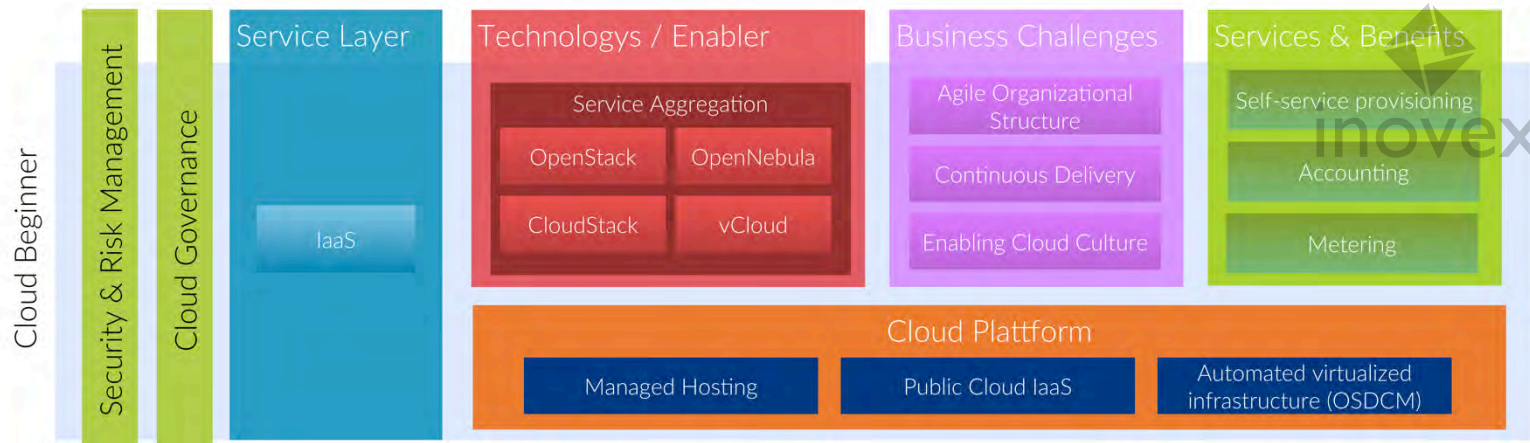 Cloud Beginner
Security & Risk Management
Cloud Governance
Service Layer
IaaS
Technologys / Enabler
Service Aggregation
OpenStack
OpenNebula
CloudStack
vCloud
Business Challenges
Agile Organizational
Structure
Continuous Delivery
Enabling Cloud Culture
Services & Benefits
Self-service provisioning
Accounting
Metering
inovex
Cloud Plattform
Managed Hosting
Public Cloud IaaS
Automated virtualized
infrastructure (OSDCM)